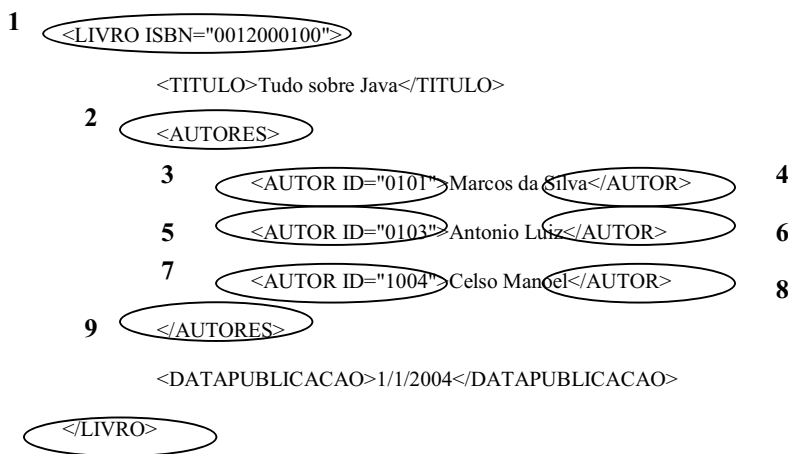 1 <LIVRO ISBN="0012000100">
<TITULO>Tudo sobre Java</TITULO>
2 <AUTORES>
3 <AUTOR ID="0101">Marcos da Silva</AUTOR> 4
5 <AUTOR ID="0103">Antonio Luiz</AUTOR> 6
7 <AUTOR ID="1004">Celso Manoel</AUTOR> 8
9 </AUTORES>
<DATAPUBLICACAO>1/1/2004</DATAPUBLICACAO>
</LIVRO>